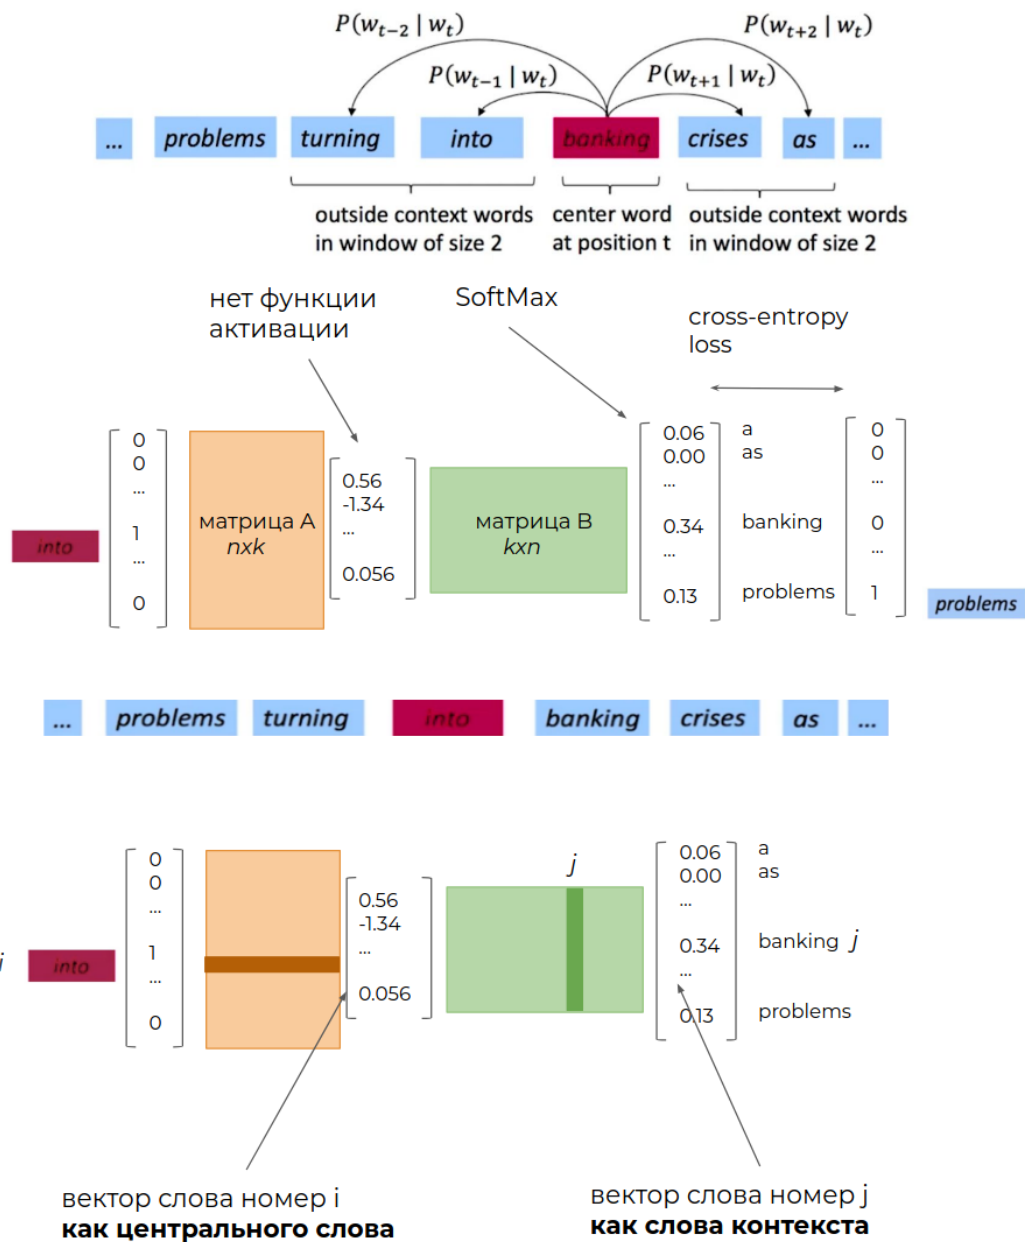 P(w_{t−2} | w_t)
P(w_{t+2} | w_t)
P(w_{t−1} | w_t)
P(w_{t+1} | w_t)
... problems turning into banking crises as ...
outside context words
in window of size 2
center word
at position t
outside context words
in window of size 2
нет функции
активации
SoftMax
cross-entropy
loss
into
0
0
...
1
...
0
матрица A
nxk
0.56
-1.34
...
0.056
матрица B
kxn
0.06
0.00
...
0.34
...
0.13
a
as
banking
problems
0
0
...
0
...
1
problems
... problems turning into banking crises as ...
i
into
0
0
...
1
...
0
0.56
-1.34
...
0.056
j
0.06
0.00
...
0.34
...
0.13
a
as
banking j
problems
вектор слова номер i
как центрального слова
вектор слова номер j
как слова контекста